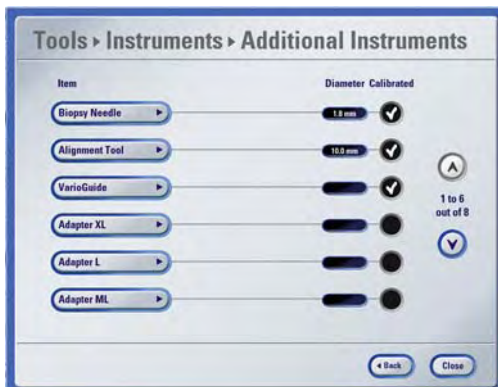 Tools ▸ Instruments ▸ Additional Instruments
Item Diameter Calibrated
Biopsy Needle 1.8 mm
Alignment Tool 10.0 mm
VarioGuide
Adapter XL
Adapter L
Adapter ML
1 to 6
out of 8
Back Close